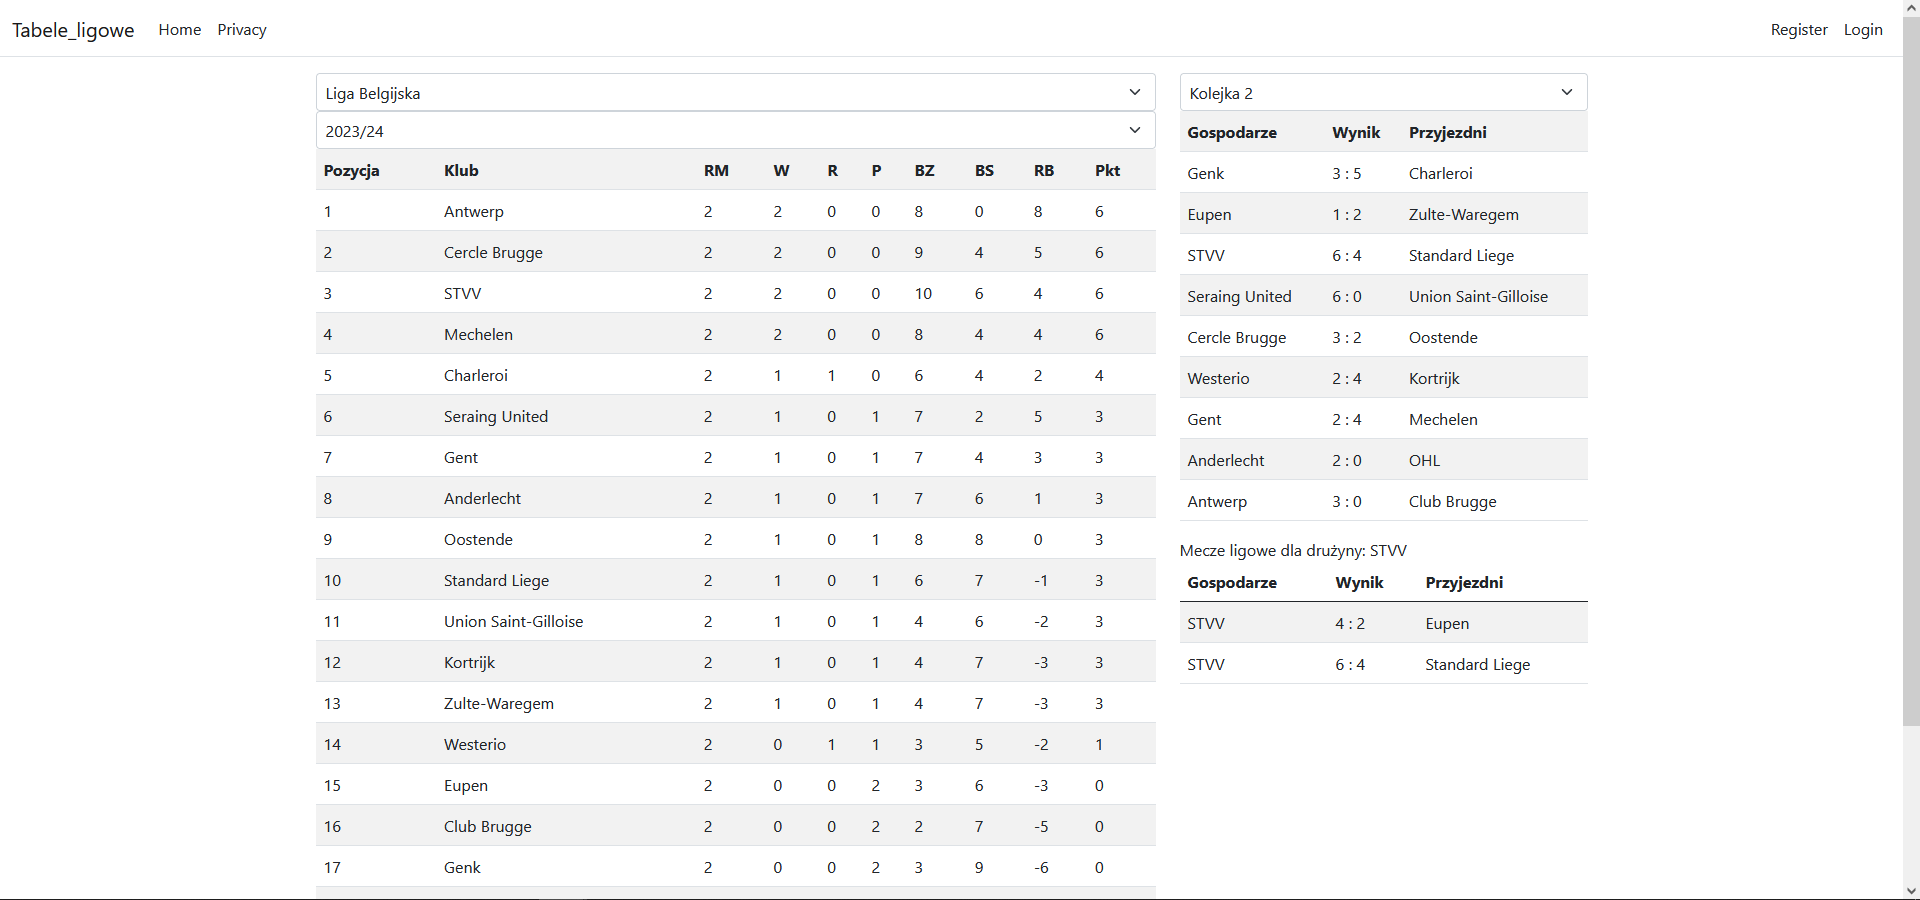 Tabele_ligowe Home Privacy Register Login
Liga Belgijska
2023/24
Pozycja Klub RM W R P BZ BS RB Pkt
1 Antwerp 2 2 0 0 8 0 8 6
2 Cercle Brugge 2 2 0 0 9 4 5 6
3 STVV 2 2 0 0 10 6 4 6
4 Mechelen 2 2 0 0 8 4 4 6
5 Charleroi 2 1 1 0 6 4 2 4
6 Seraing United 2 1 0 1 7 2 5 3
7 Gent 2 1 0 1 7 4 3 3
8 Anderlecht 2 1 0 1 7 6 1 3
9 Oostende 2 1 0 1 8 8 0 3
10 Standard Liege 2 1 0 1 6 7 -1 3
11 Union Saint-Gilloise 2 1 0 1 4 6 -2 3
12 Kortrijk 2 1 0 1 4 7 -3 3
13 Zulte-Waregem 2 1 0 1 4 7 -3 3
14 Westerio 2 0 1 1 3 5 -2 1
15 Eupen 2 0 0 2 3 6 -3 0
16 Club Brugge 2 0 0 2 2 7 -5 0
17 Genk 2 0 0 2 3 9 -6 0
Kolejka 2
Gospodarze Wynik Przyjezdni
Genk 3 : 5 Charleroi
Eupen 1 : 2 Zulte-Waregem
STVV 6 : 4 Standard Liege
Seraing United 6 : 0 Union Saint-Gilloise
Cercle Brugge 3 : 2 Oostende
Westerio 2 : 4 Kortrijk
Gent 2 : 4 Mechelen
Anderlecht 2 : 0 OHL
Antwerp 3 : 0 Club Brugge
Mecze ligowe dla drużyny: STVV
Gospodarze Wynik Przyjezdni
STVV 4 : 2 Eupen
STVV 6 : 4 Standard Liege